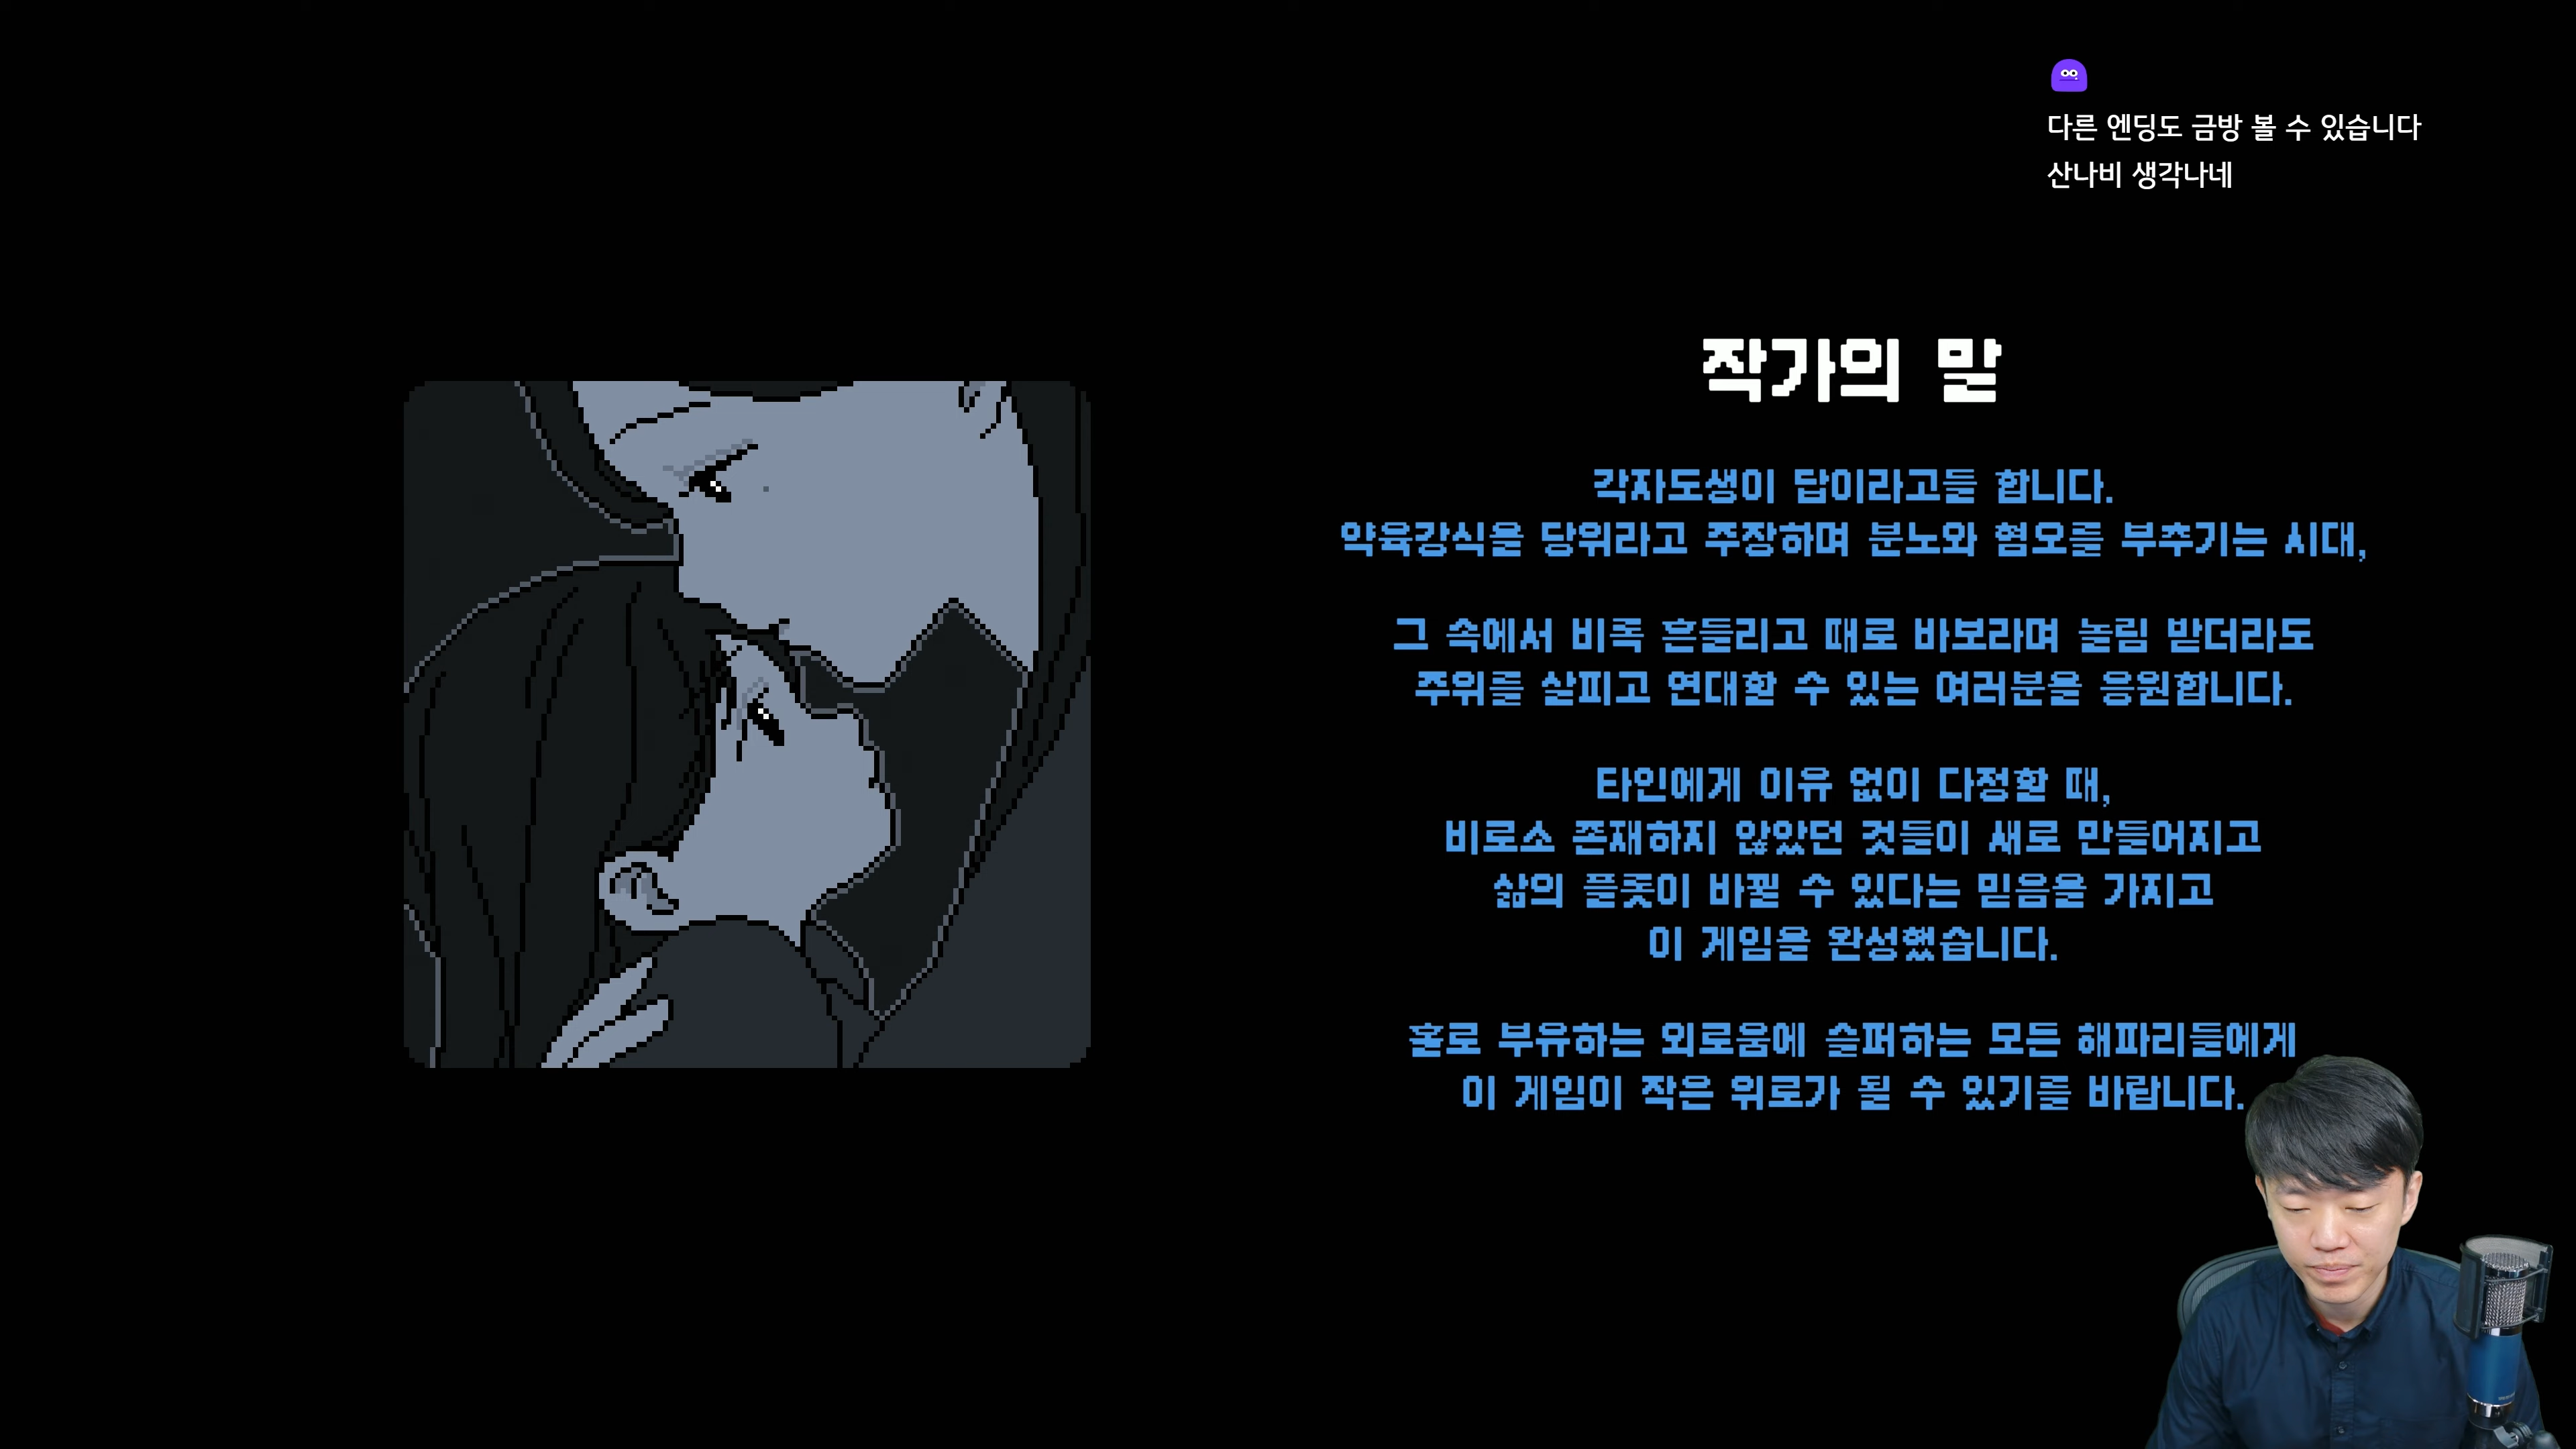 다른 엔딩도 금방 볼 수 있습니다
산나비 생각나네
작가의 말
각자도생이 답이라고들 합니다.
약육강식을 당위라고 주장하며 분노와 혐오를 부추기는 시대,
그 속에서 비록 흔들리고 때로 바보라며 놀림 받더라도
주위를 살피고 연대할 수 있는 여러분을 응원합니다.
타인에게 이유 없이 다정할 때,
비로소 존재하지 않았던 것들이 새로 만들어지고
삶의 플롯이 바뀔 수 있다는 믿음을 가지고
이 게임을 완성했습니다.
홀로 부유하는 외로움에 슬퍼하는 모든 해파리들에게
이 게임이 작은 위로가 될 수 있기를 바랍니다.